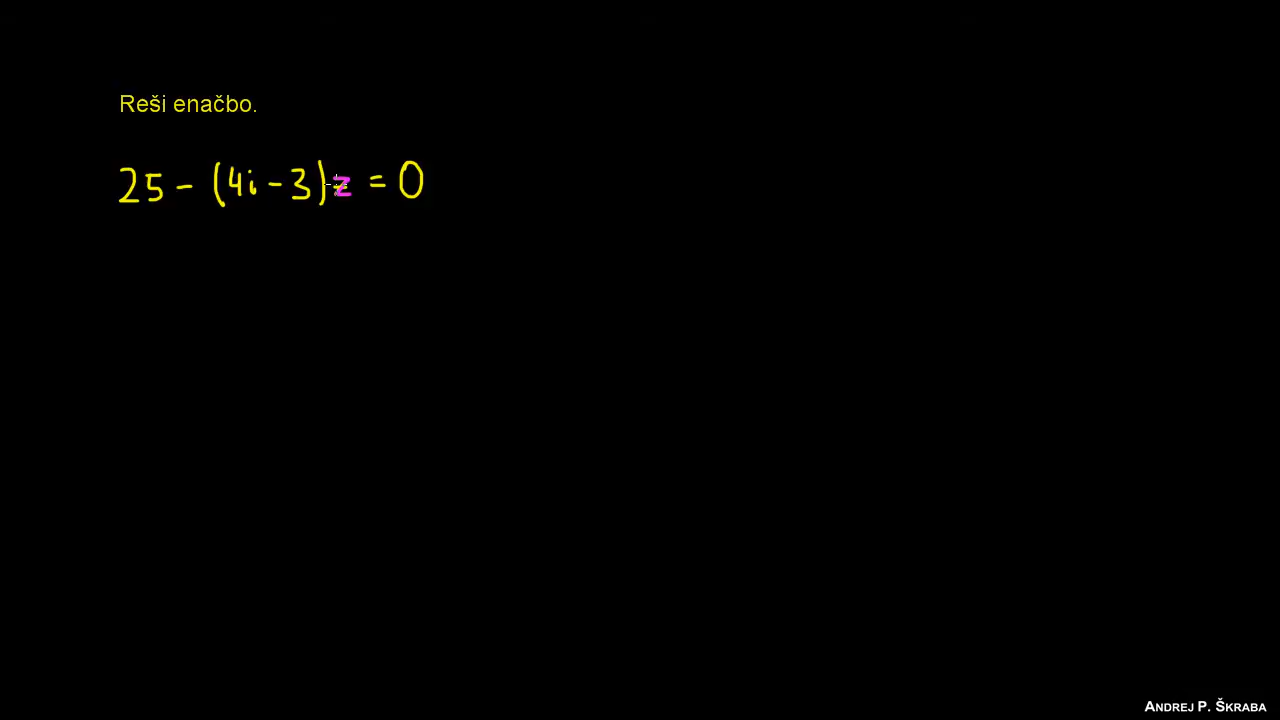 Reši enačbo.
25 - (4i - 3)z = 0
ANDREJ P. ŠKRABA